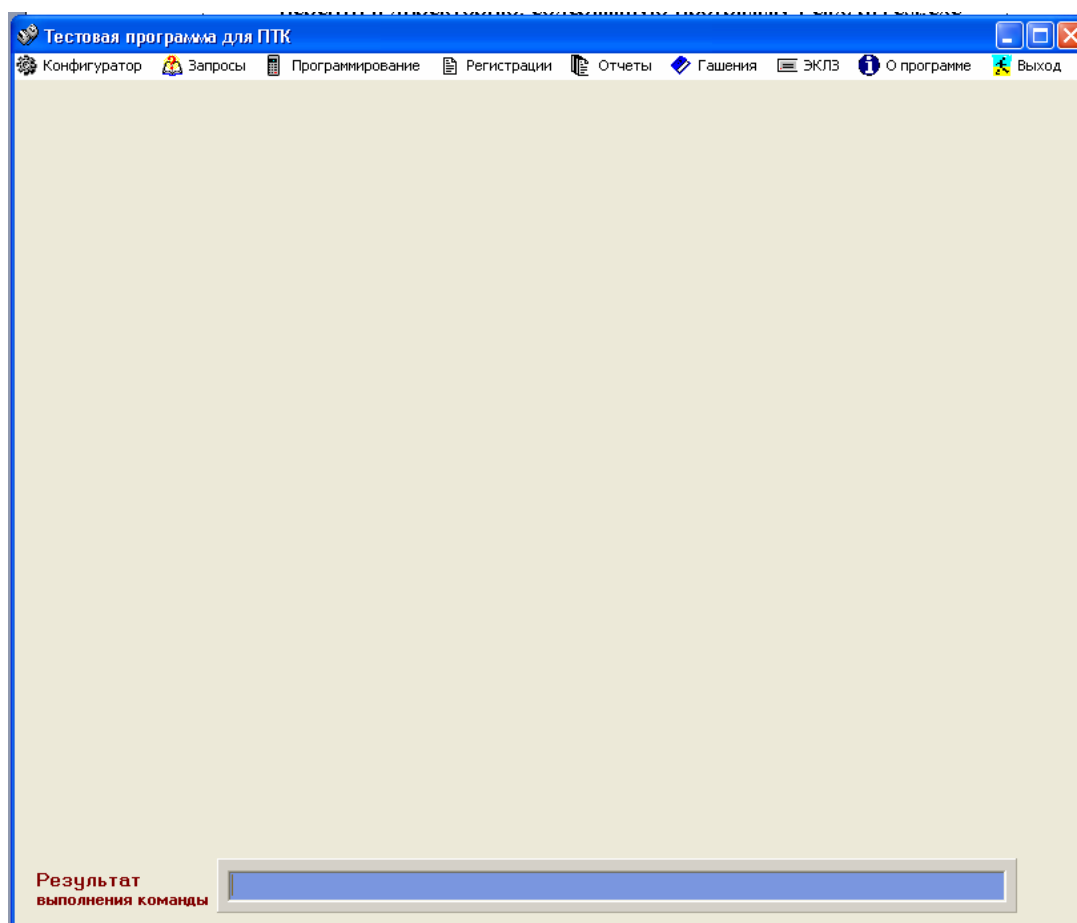 Тестовая программа для ПТК
Конфигуратор Запросы Программирование Регистрации Отчеты Гашения ЭКЛЗ О программе Выход
Результат
выполнения команды